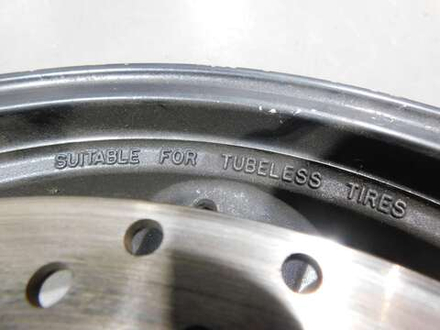 SUITABLE FOR TUBELESS TIRES